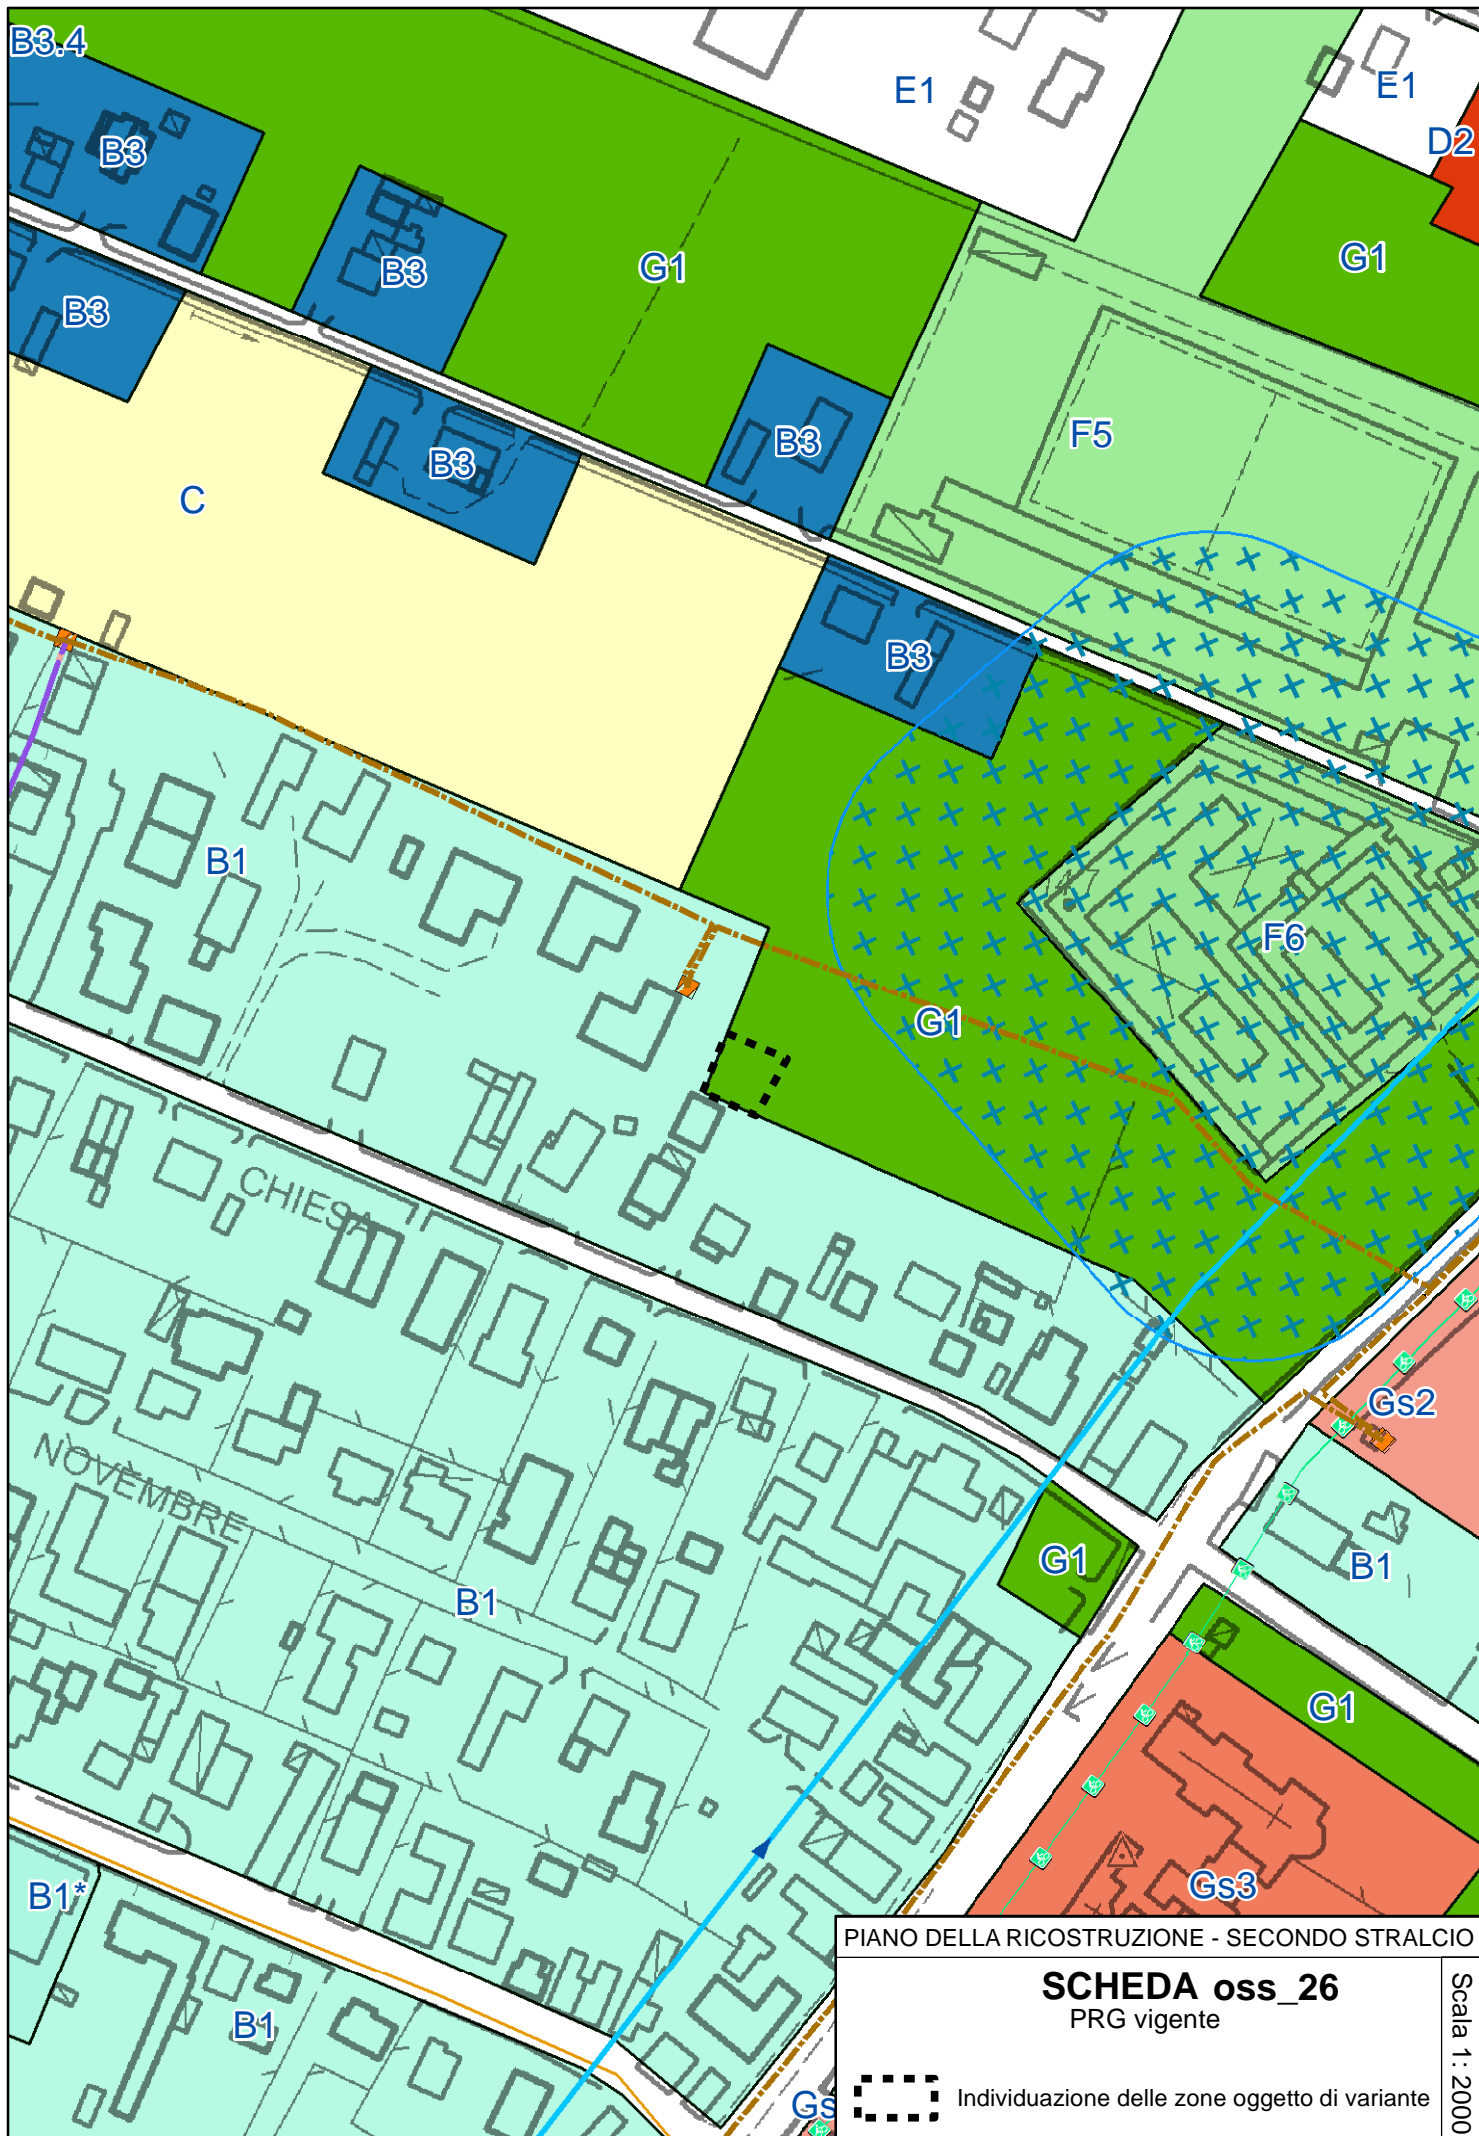 B3.4
E1
E1
D2
B3
G1
G1
B3
B3
F5
B3
B3
C
B3
B1
F6
G1
CHIESA
Gs2
NOVEMBRE
G1
B1
B1
G1
Gs3
B1*
B1
Gs
PIANO DELLA RICOSTRUZIONE - SECONDO STRALCIO
SCHEDA oss_26
PRG vigente
Individuazione delle zone oggetto di variante
Scala 1: 2000